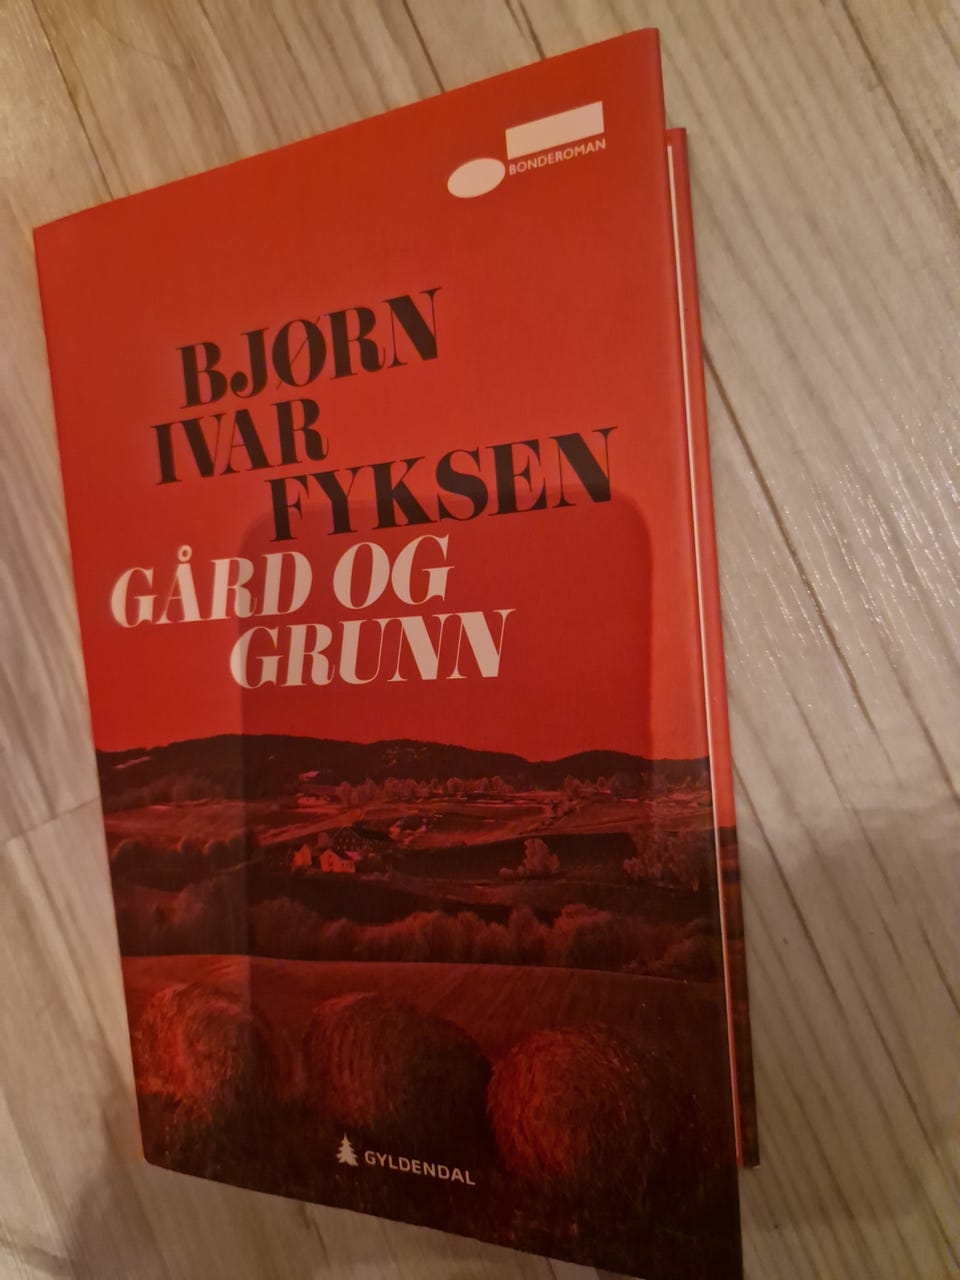 BONDEROMAN
BJØRN
IVAR
FYKSEN
GÅRD OG
GRUNN
GYLDENDAL